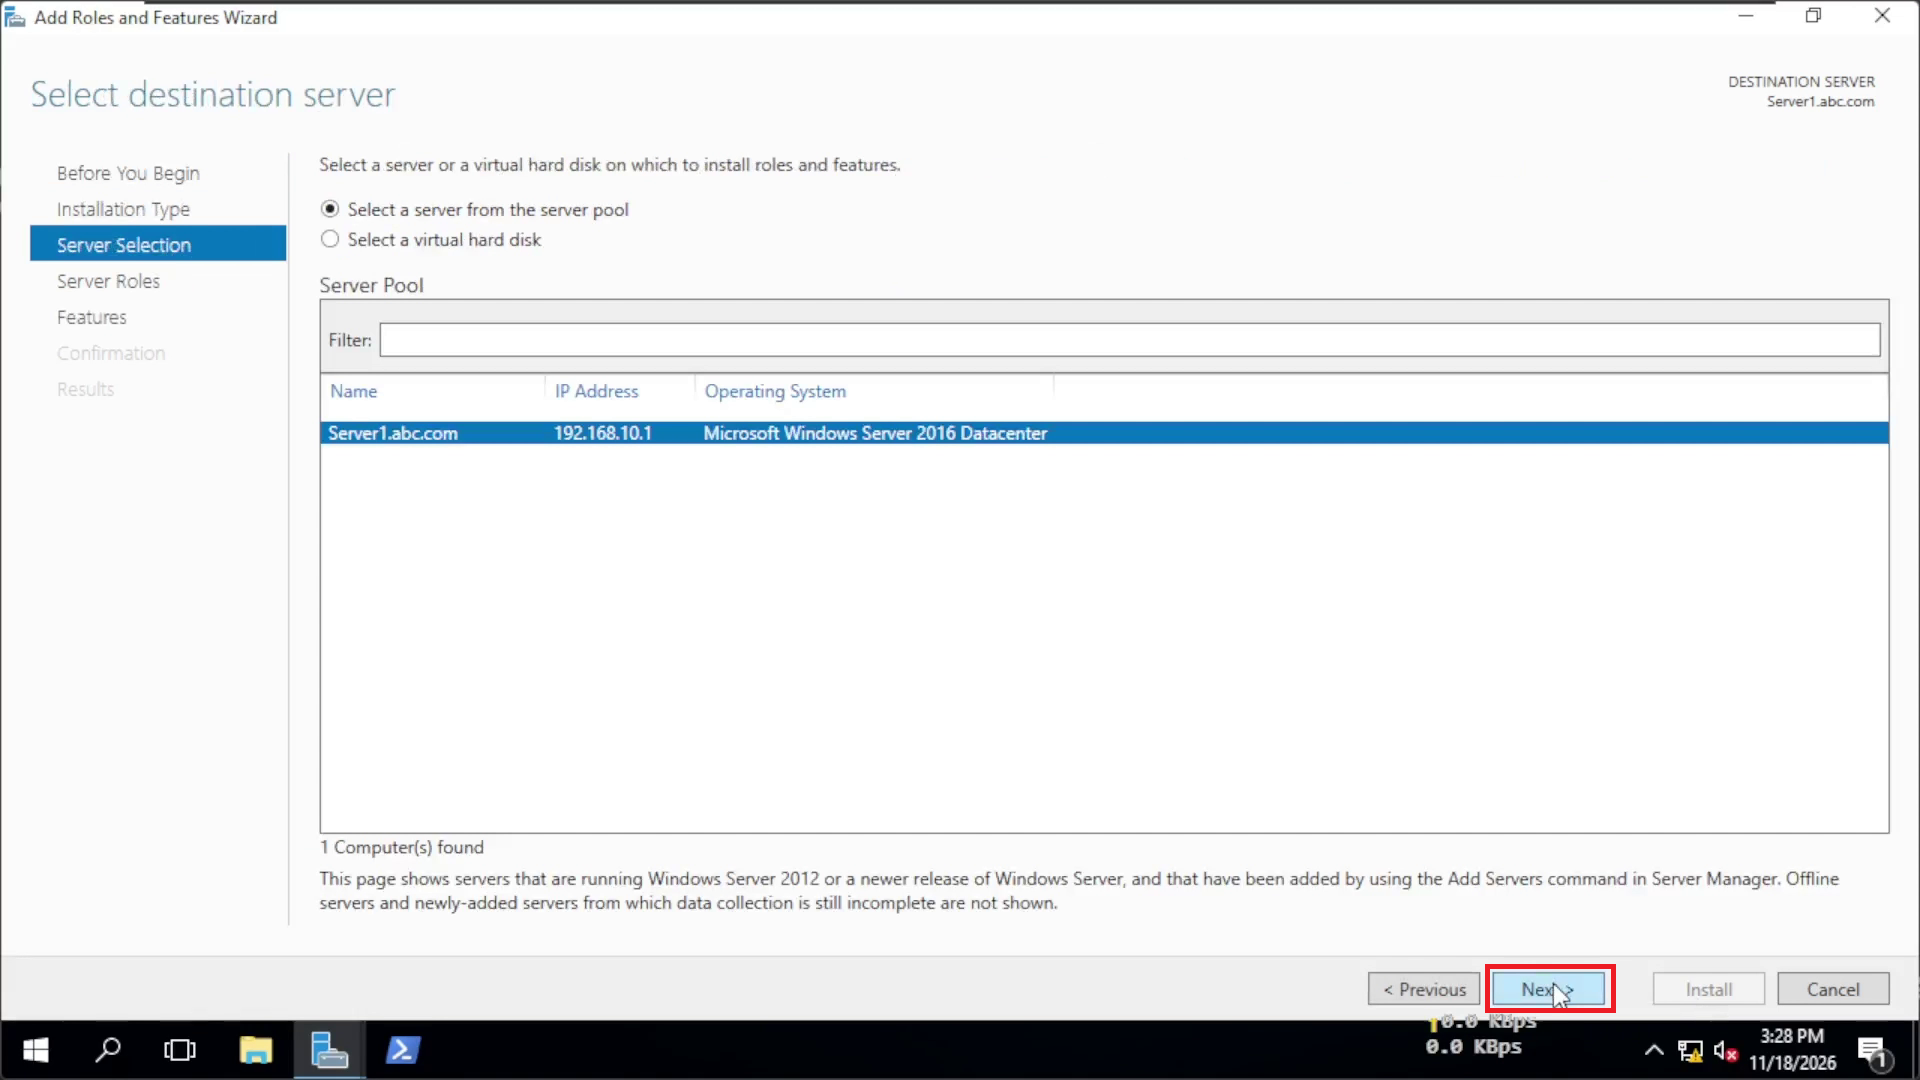 Add Roles and Features Wizard
Select destination server
DESTINATION SERVER
Server1.abc.com
Before You Begin
Installation Type
Server Selection
Server Roles
Features
Confirmation
Results
Select a server or a virtual hard disk on which to install roles and features.
Select a server from the server pool
Select a virtual hard disk
Server Pool
Filter:
Name IP Address Operating System
Server1.abc.com 192.168.10.1 Microsoft Windows Server 2016 Datacenter
1 Computer(s) found
This page shows servers that are running Windows Server 2012 or a newer release of Windows Server, and that have been added by using the Add Servers command in Server Manager. Offline
servers and newly-added servers from which data collection is still incomplete are not shown.
< Previous Next > Install Cancel
0.0 KBps
0.0 KBps
3:28 PM
11/18/2026
1